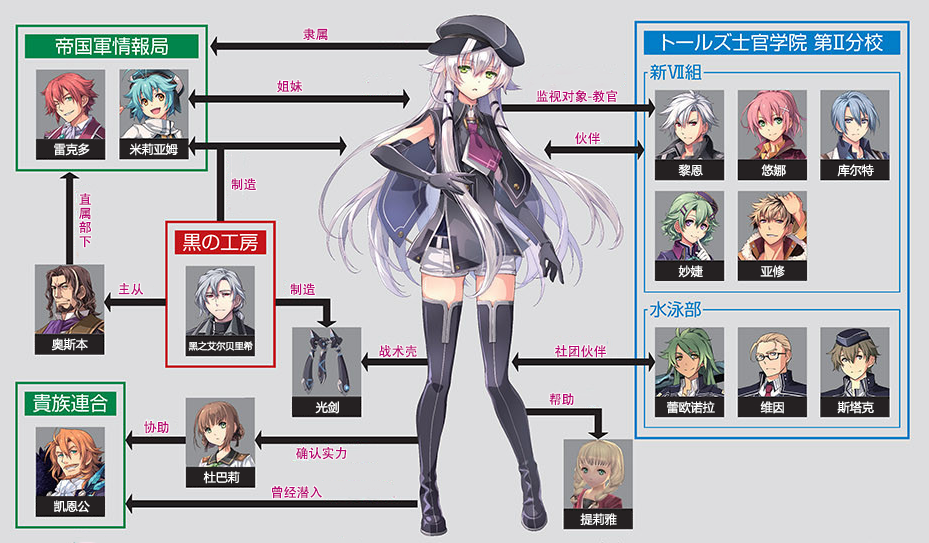 隶属
帝国軍情報局
トールズ士官学院 第Ⅱ分校
新Ⅶ組
姐妹
监视对象-教官
雷克多
米莉亚姆
伙伴
黎恩
悠娜
库尔特
制造
直属部下
黒の工房
妙婕
亚修
主从
制造
水泳部
奥斯本
黑之艾尔贝里希
战术壳
社团伙伴
光剑
蕾欧诺拉
维因
斯塔克
貴族連合
帮助
协助
确认实力
杜巴莉
曾经潜入
凯恩公
提莉雅